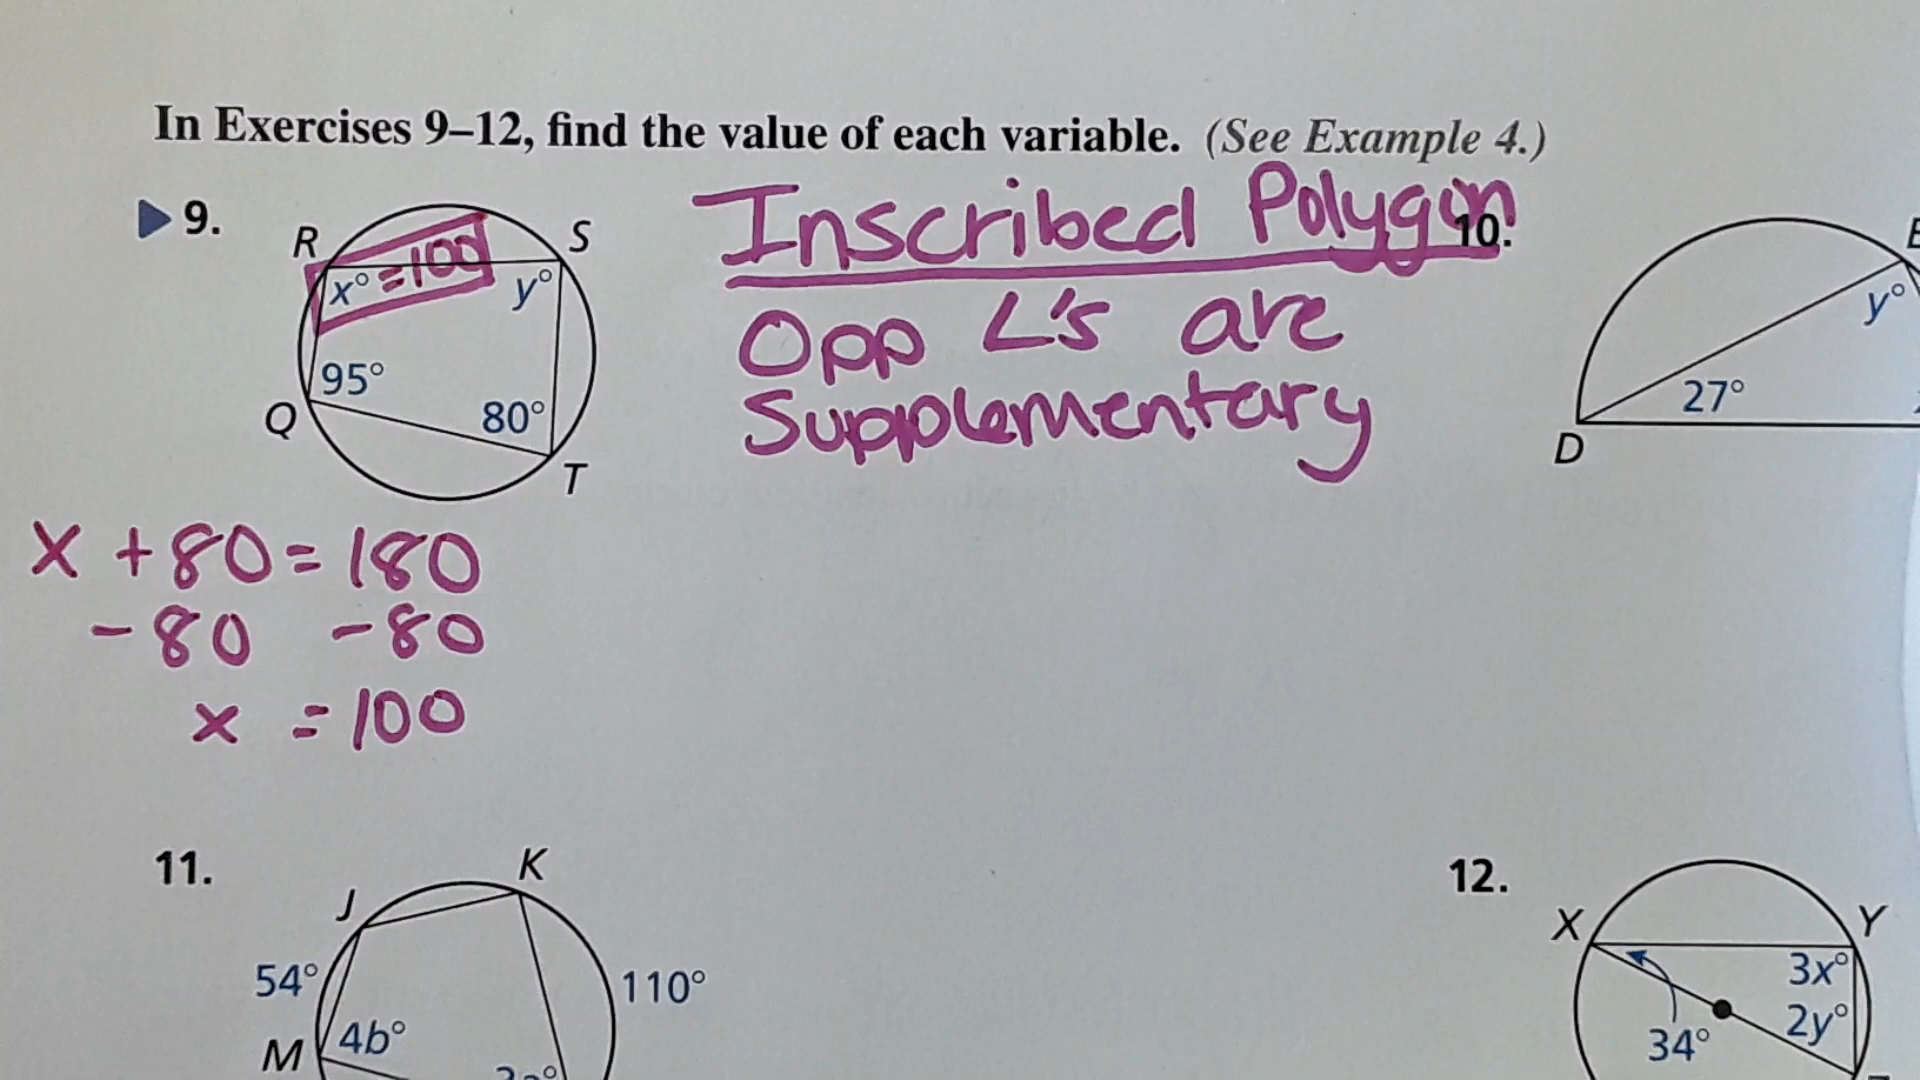 In Exercises 9–12, find the value of each variable. (See Example 4.)
9.
R
S
x° = 100
y°
95°
80°
Q
T
Inscribed Polygon
Opp ∠'s are
Supplementary
10.
y°
27°
D
x + 80 = 180
- 80 - 80
x = 100
11.
J
K
54°
110°
M
4b°
12.
X
Y
3x°
2y°
34°